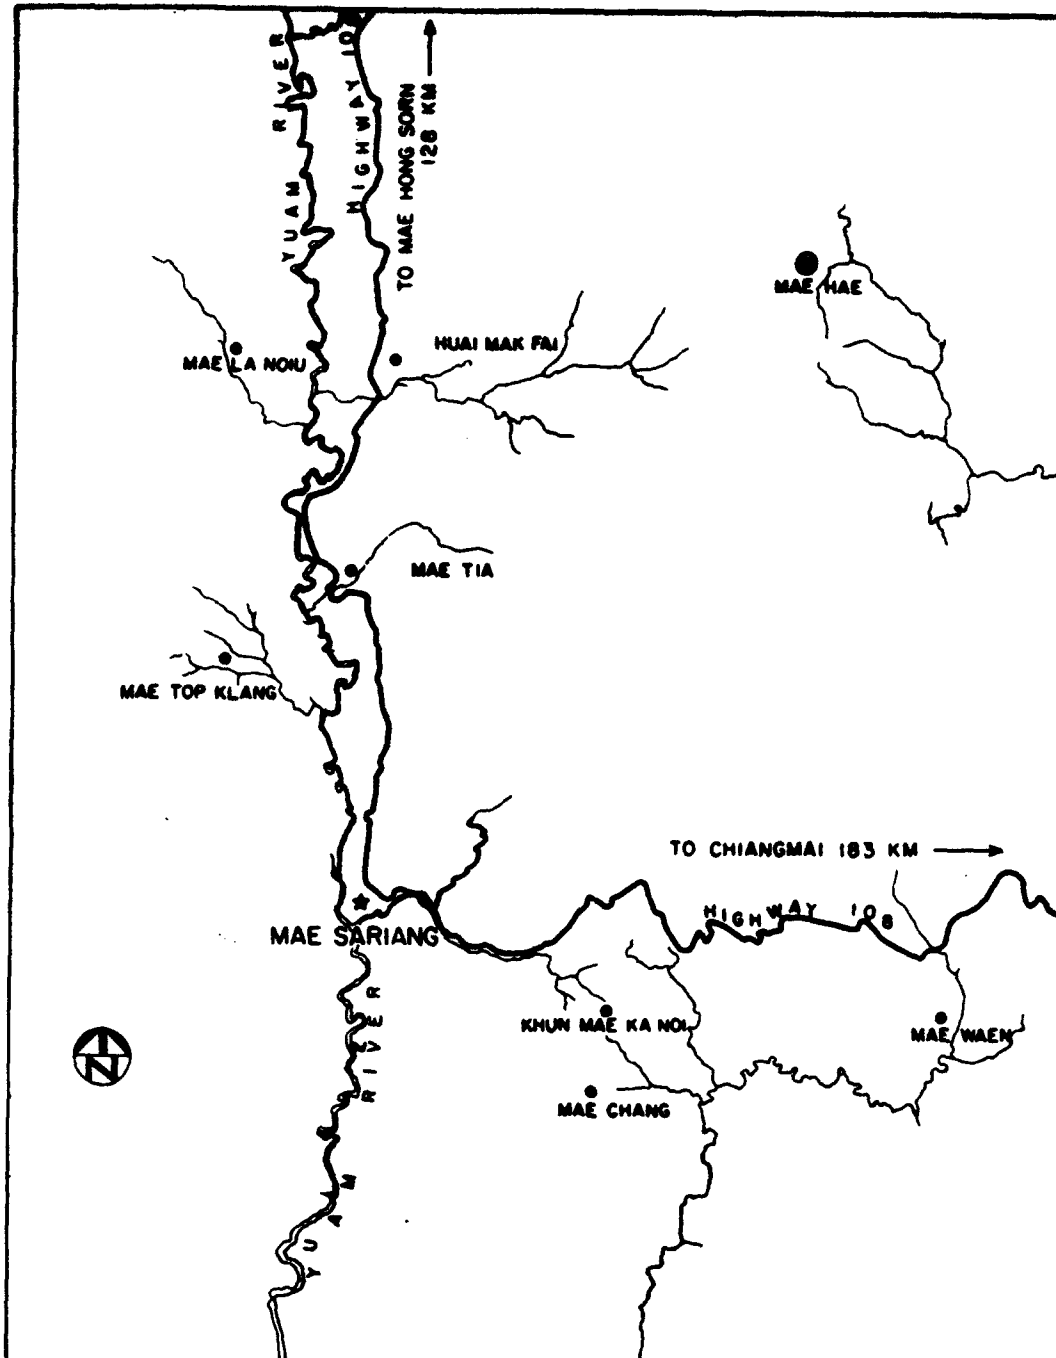 YUAM RIVER
HIGHWAY 10
TO MAE HONG SORN
128 KM
MAE HAE
HUAI MAK FAI
MAE LA NOIU
MAE TIA
MAE TOP KLANG
TO CHIANGMAI 183 KM
HIGHWAY 108
MAE SARIANG
KHUN MAE KA NOI
MAE WAEN
MAE CHANG
YUAM RIVER
N